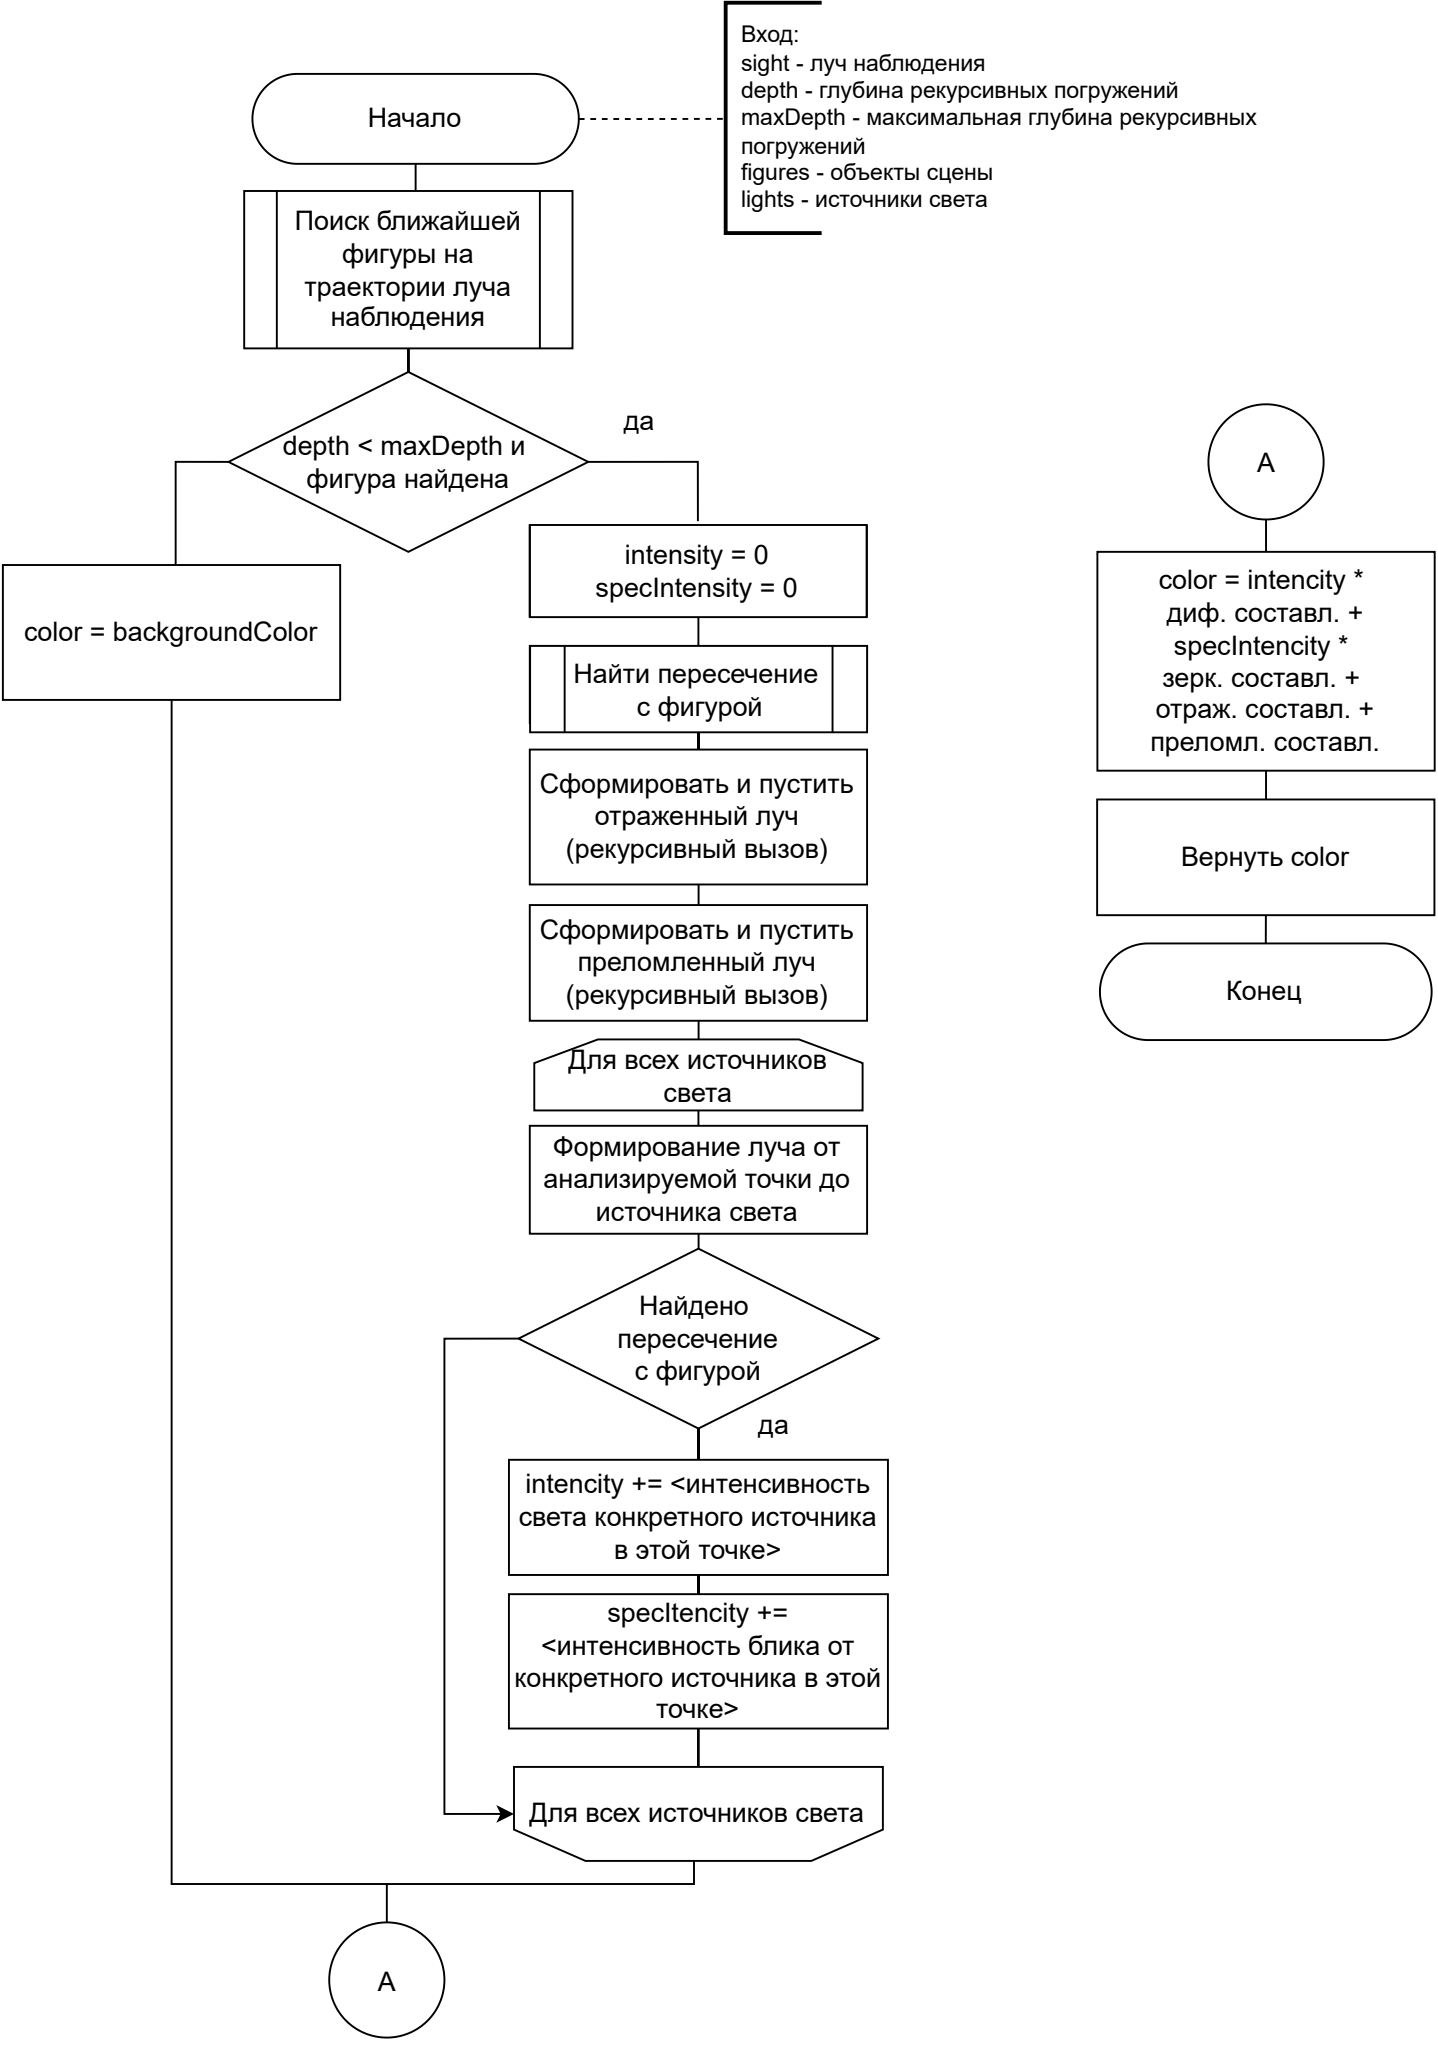 Начало
Вход:
sight - луч наблюдения
depth - глубина рекурсивных погружений
maxDepth - максимальная глубина рекурсивных
погружений
figures - объекты сцены
lights - источники света
Поиск ближайшей
фигуры на
траектории луча
наблюдения
depth < maxDepth и
фигура найдена
да
color = backgroundColor
intensity = 0
specIntensity = 0
Найти пересечение
с фигурой
Сформировать и пустить
отраженный луч
(рекурсивный вызов)
Сформировать и пустить
преломленный луч
(рекурсивный вызов)
Для всех источников
света
Формирование луча от
анализируемой точки до
источника света
Найдено
пересечение
с фигурой
да
intencity += <интенсивность
света конкретного источника
в этой точке>
specItencity +=
<интенсивность блика от
конкретного источника в этой
точке>
Для всех источников света
А
А
color = intencity *
диф. составл. +
specIntencity *
зерк. составл. +
отраж. составл. +
преломл. составл.
Вернуть color
Конец